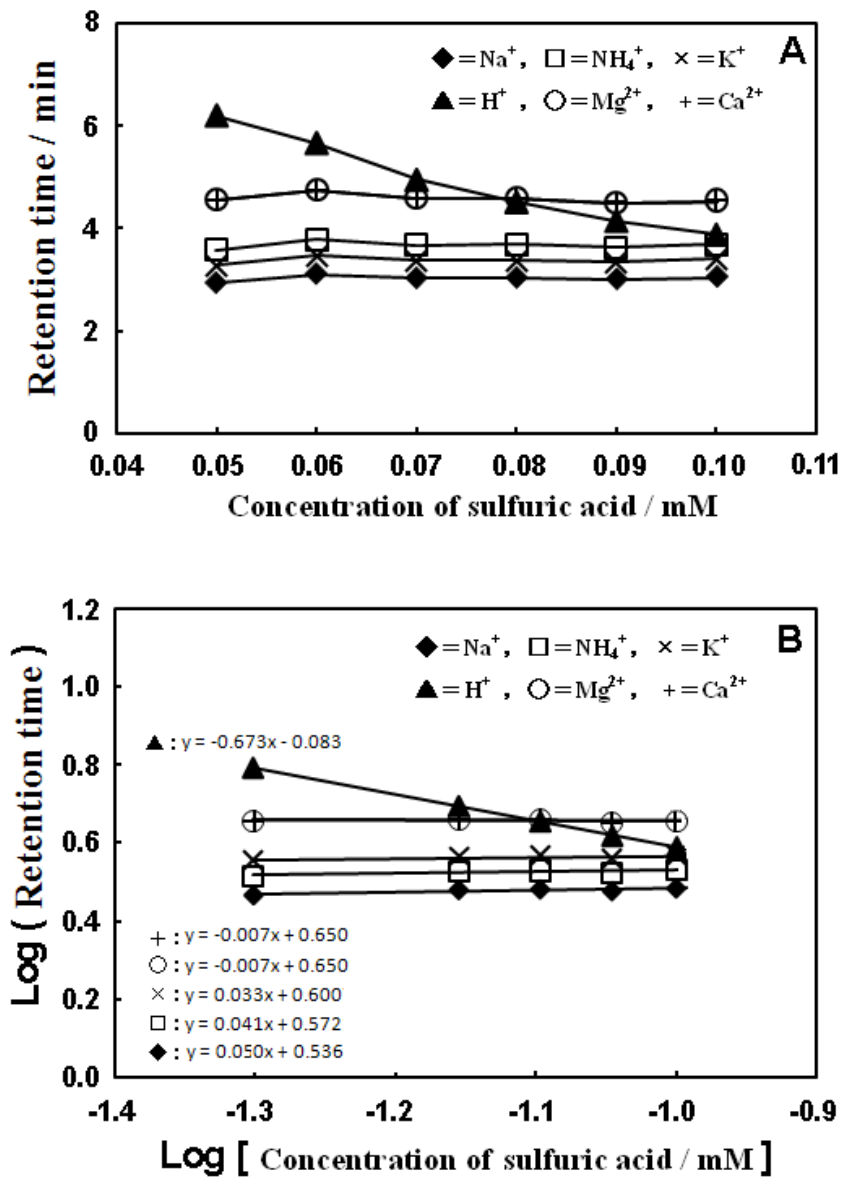 A
◆=Na⁺, □=NH₄⁺, ×=K⁺
▲=H⁺, ○=Mg²⁺, +=Ca²⁺
Retention time / min
8
6
4
2
0
0.04 0.05 0.06 0.07 0.08 0.09 0.10 0.11
Concentration of sulfuric acid / mM
B
◆=Na⁺, □=NH₄⁺, ×=K⁺
▲=H⁺, ○=Mg²⁺, +=Ca²⁺
Log ( Retention time )
1.2
1.0
0.8
0.6
0.4
0.2
0.0
▲ : y = -0.673x - 0.083
+ : y = -0.007x + 0.650
○ : y = -0.007x + 0.650
× : y = 0.033x + 0.600
□ : y = 0.041x + 0.572
◆ : y = 0.050x + 0.536
-1.4 -1.3 -1.2 -1.1 -1.0 -0.9
Log [ Concentration of sulfuric acid / mM ]